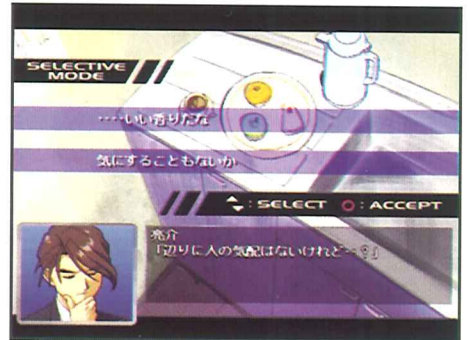 SELECTIVE
MODE
‥‥いい香りだな
気にすることもないか
:SELECT ○:ACCEPT
亮介
「辺りに人の気配はないけれど‥?」